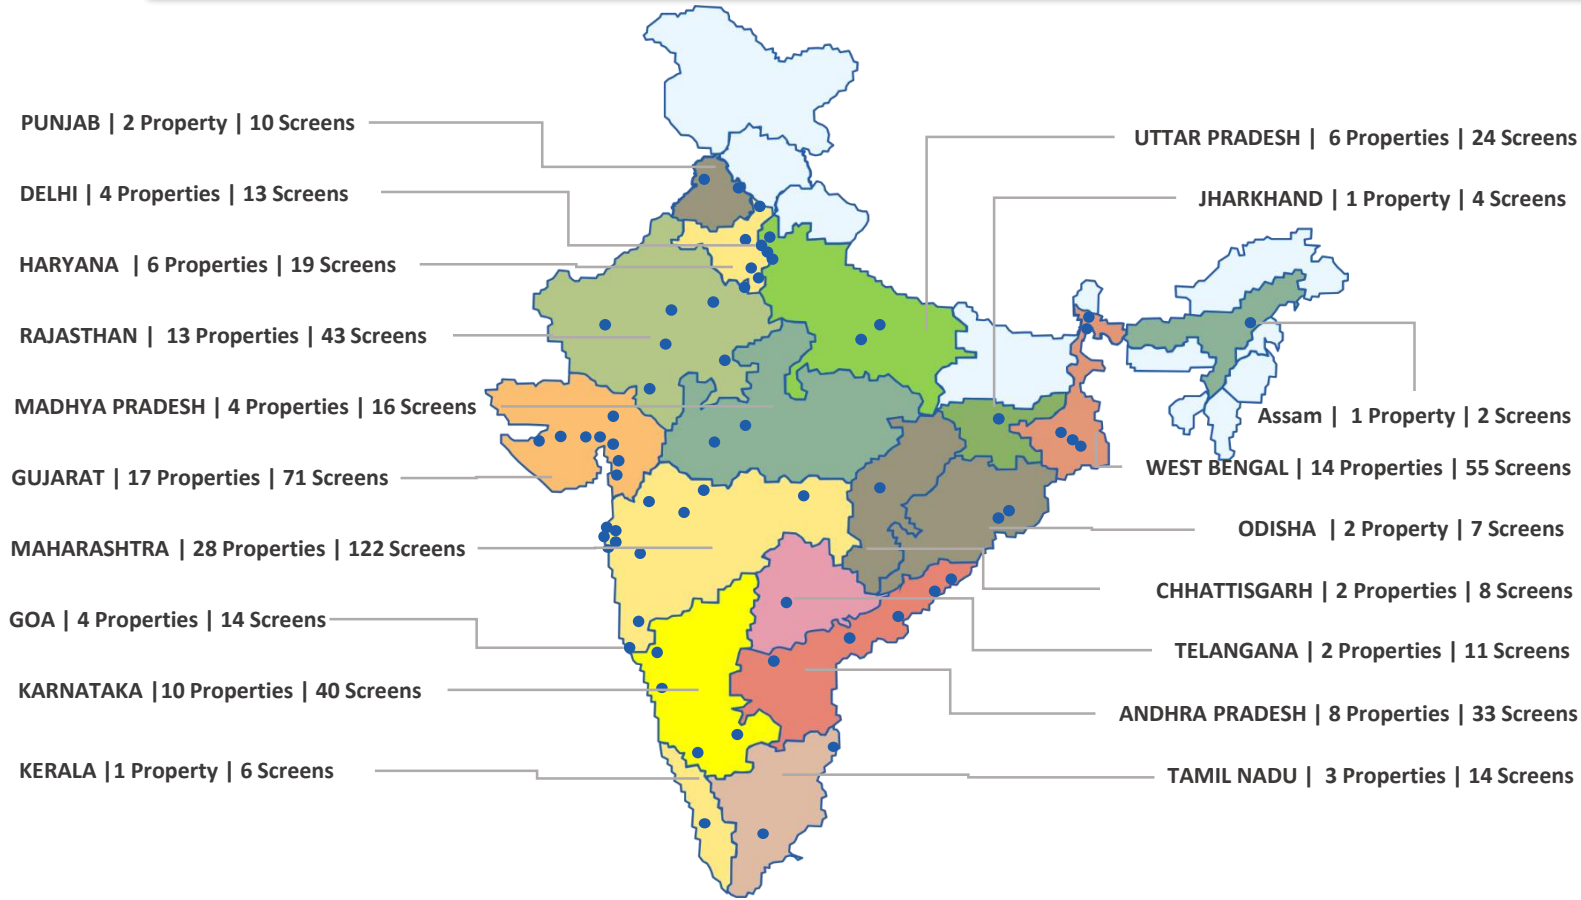 PUNJAB | 2 Property | 10 Screens
DELHI | 4 Properties | 13 Screens
HARYANA | 6 Properties | 19 Screens
RAJASTHAN | 13 Properties | 43 Screens
MADHYA PRADESH | 4 Properties | 16 Screens
GUJARAT | 17 Properties | 71 Screens
MAHARASHTRA | 28 Properties | 122 Screens
GOA | 4 Properties | 14 Screens
KARNATAKA |10 Properties | 40 Screens
KERALA |1 Property | 6 Screens
UTTAR PRADESH | 6 Properties | 24 Screens
JHARKHAND | 1 Property | 4 Screens
Assam | 1 Property | 2 Screens
WEST BENGAL | 14 Properties | 55 Screens
ODISHA | 2 Property | 7 Screens
CHHATTISGARH | 2 Properties | 8 Screens
TELANGANA | 2 Properties | 11 Screens
ANDHRA PRADESH | 8 Properties | 33 Screens
TAMIL NADU | 3 Properties | 14 Screens